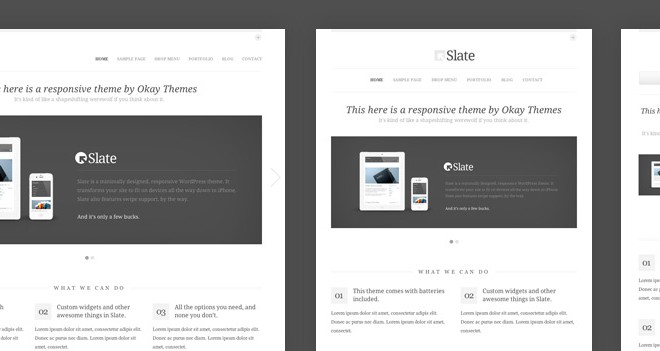 HOME SAMPLE PAGE DROP MENU PORTFOLIO BLOG CONTACT
here is a responsive theme by Okay Themes
It's kind of like a shapeshifting werewolf if you think about it.
Slate
Slate is a minimally designed, responsive WordPress theme. It
transforms your site to fit on devices all the way down to iPhone.
Slate also features swipe support, by the way.
And it's only a few bucks.
WHAT WE CAN DO
02 Custom widgets and other
awesome things in Slate.
03 All the options you need, and
none you don't.
Lorem ipsum dolor sit amet, consectetur adipis elit.
Donec ac purus nec diam. Lorem ipsum dolor sit
amet, consectet.
Lorem ipsum dolor sit amet, consectetur adipis elit.
Donec ac purus nec diam. Lorem ipsum dolor sit
amet, consectet.
Slate
HOME SAMPLE PAGE DROP MENU PORTFOLIO BLOG CONTACT
This here is a responsive theme by Okay Themes
It's kind of like a shapeshifting werewolf if you think about it.
Slate
Slate is a minimally designed, responsive WordPress theme. It
transforms your site to fit on devices all the way down to iPhone.
Slate also features swipe support, by the way.
And it's only a few bucks.
WHAT WE CAN DO
01 This theme comes with batteries
included.
02 Custom widgets and other
awesome things in Slate.
Lorem ipsum dolor sit amet, consectetur adipis elit.
Donec ac purus nec diam. Lorem ipsum dolor sit amet,
consectet.
Lorem ipsum dolor sit amet, consectetur adipis elit.
Donec ac purus nec diam. Lorem ipsum dolor sit amet,
consectet.
This h
It's kind
01
Lorem ips
Donec ac
consectet.
02
Lorem ips